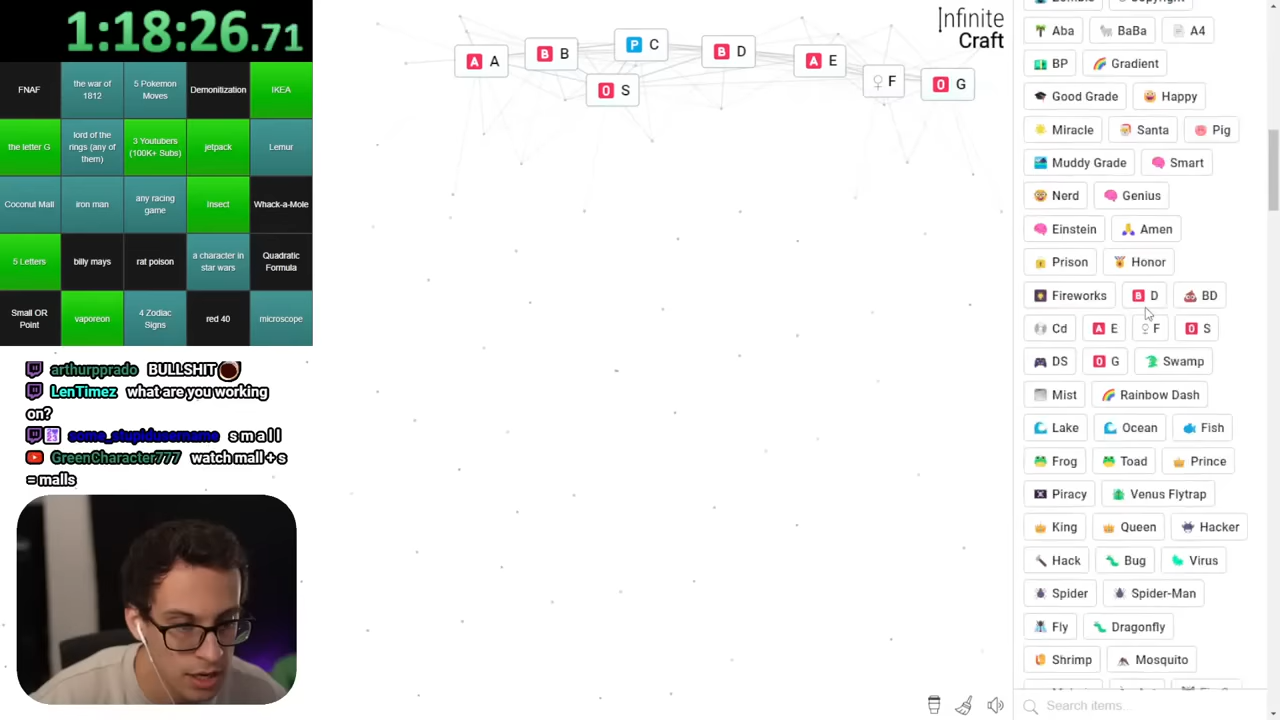 1:18:26.71
FNAF
the war of
1812
5 Pokemon
Moves
Demonitization
IKEA
the letter G
lord of the
rings (any of
them)
3 Youtubers
(100K+ Subs)
jetpack
Lemur
Coconut Mall
iron man
any racing
game
Insect
Whack-a-Mole
5 Letters
billy mays
rat poison
a character in
star wars
Quadratic
Formula
Small OR
Point
vaporeon
4 Zodiac
Signs
red 40
microscope
arthurpprado BULLSHIT
LenTimez what are you working
on?
some_stupidusername s m a l l
GreenCharacter777 watch mall + s
= malls
A A
B B
P C
B D
A E
F
O G
O S
Infinite
Craft
Copyright
Aba
BaBa
A4
BP
Gradient
Good Grade
Happy
Miracle
Santa
Pig
Muddy Grade
Smart
Nerd
Genius
Einstein
Amen
Prison
Honor
Fireworks
B D
BD
Cd
A E
F
O S
DS
O G
Swamp
Mist
Rainbow Dash
Lake
Ocean
Fish
Frog
Toad
Prince
Piracy
Venus Flytrap
King
Queen
Hacker
Hack
Bug
Virus
Spider
Spider-Man
Fly
Dragonfly
Shrimp
Mosquito
Search items...